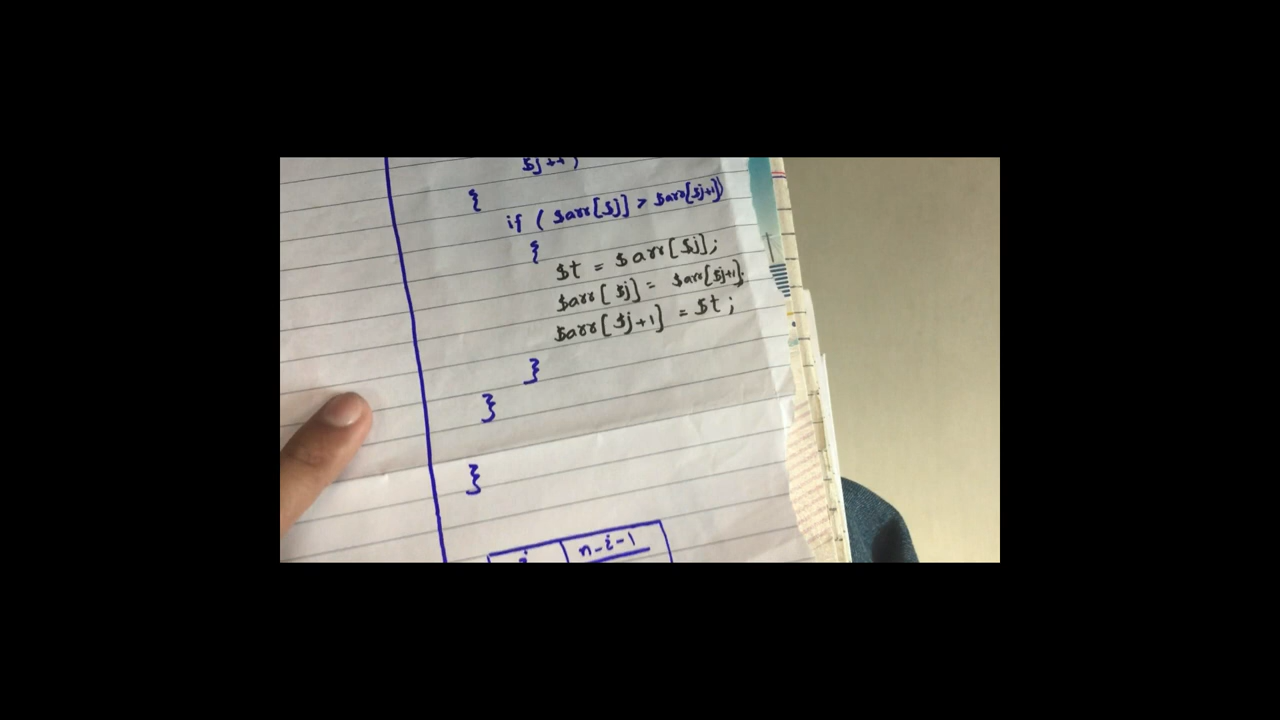 $j++)
{
if ( $arr[$j] > $arr[$j+1])
{
$t = $arr[$j];
$arr[$j] = $arr[$j+1];
$arr[$j+1] = $t;
}
}
}
i n-i-1